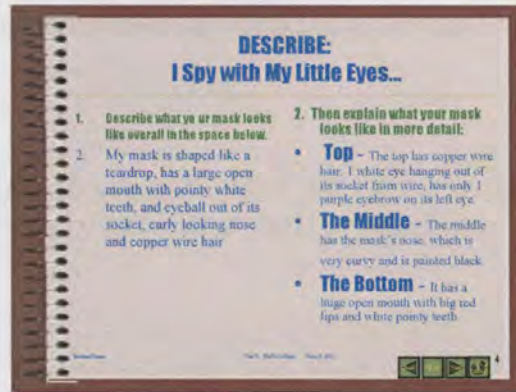 DESCRIBE:
I Spy with My Little Eyes...
1. Describe what yo ur mask looks
like overall in the space below.
2. My mask is shaped like a
teardrop, has a large open
mouth with pointy white
teeth, and eyeball out of its
socket, curly looking nose
and copper wire hair
2. Then explain what your mask
looks like in more detail:
• Top – The top has copper wire
hair, 1 white eye hanging out of
its socket from wire, has only 1
purple eyebrow on its left eye.
• The Middle – The middle
has the mask's nose, which is
very curvy and is painted black.
• The Bottom – It has a
huge open mouth with big red
lips and white pointy teeth.
4